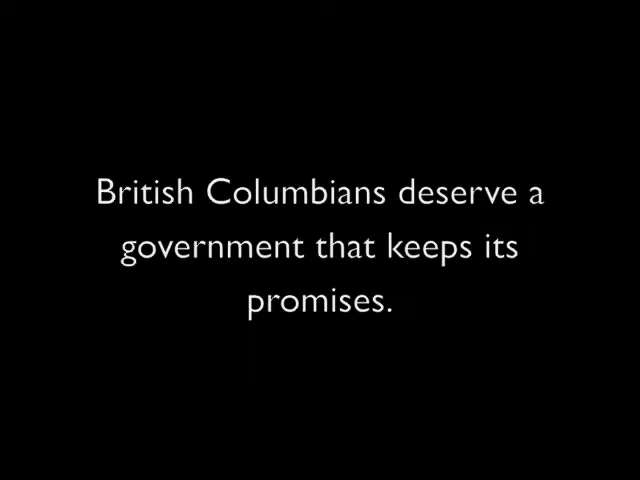 British Columbians deserve a
government that keeps its
promises.